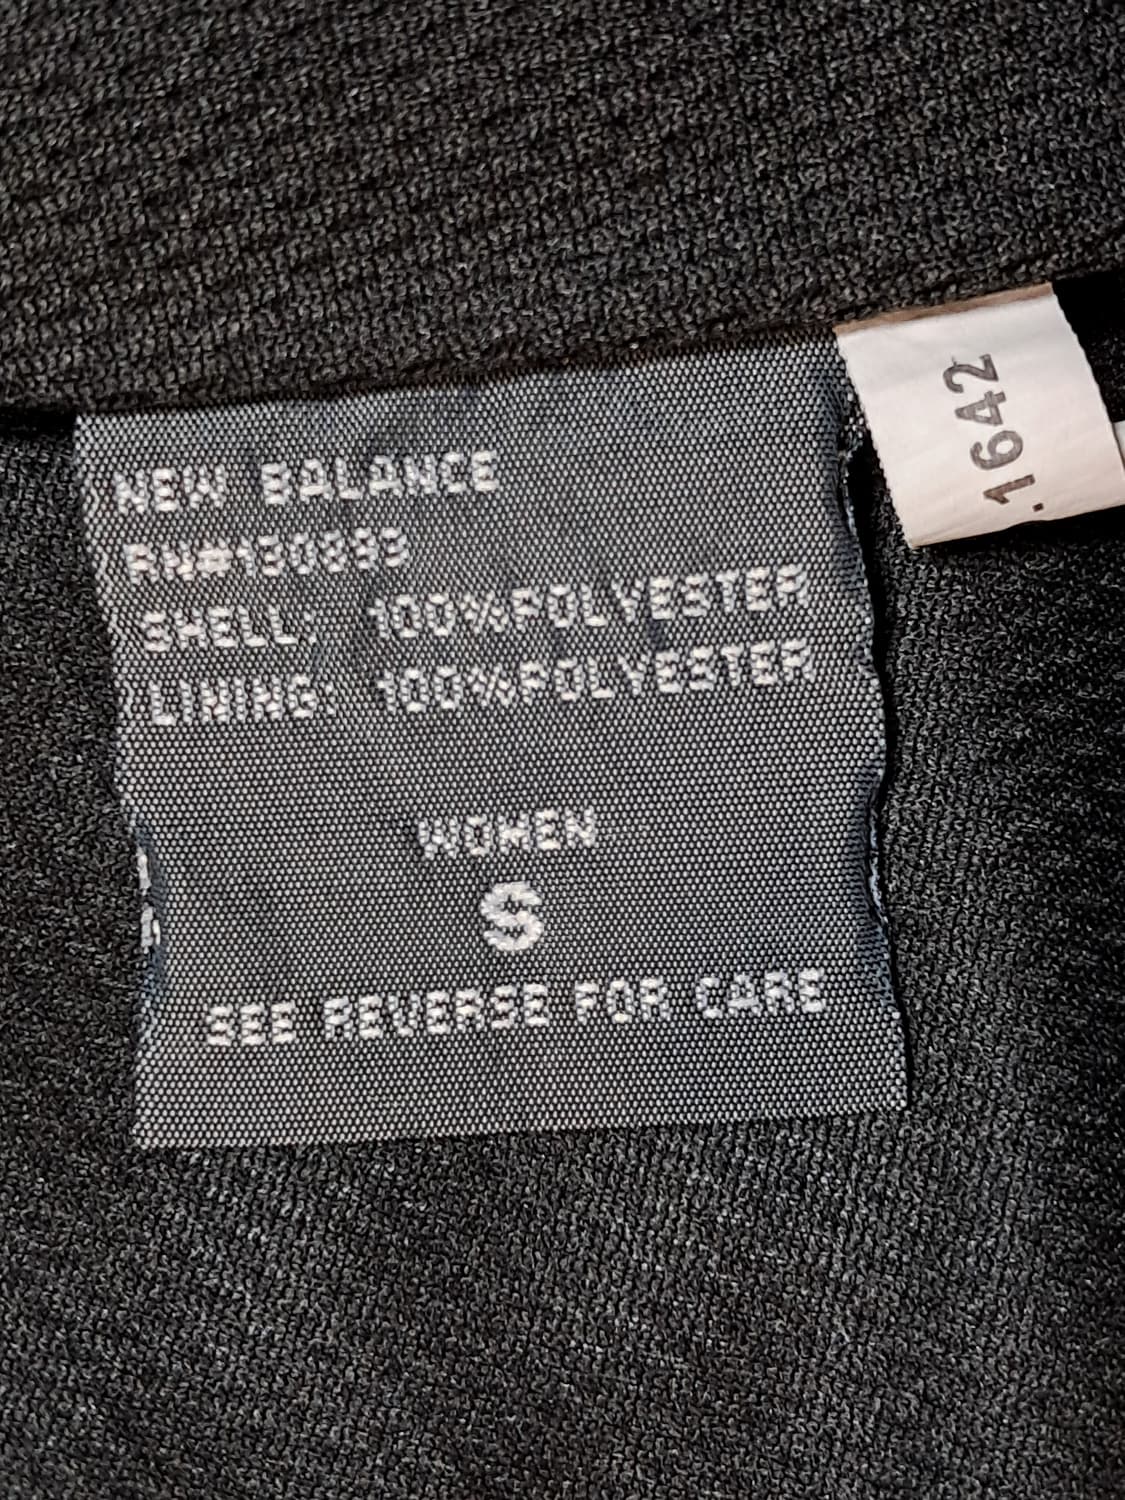 NEW BALANCE
SHELL: 100%POLYESTER
LINING: 100%POLYESTER
WOMEN
S
SEE REVERSE FOR CARE
.1642